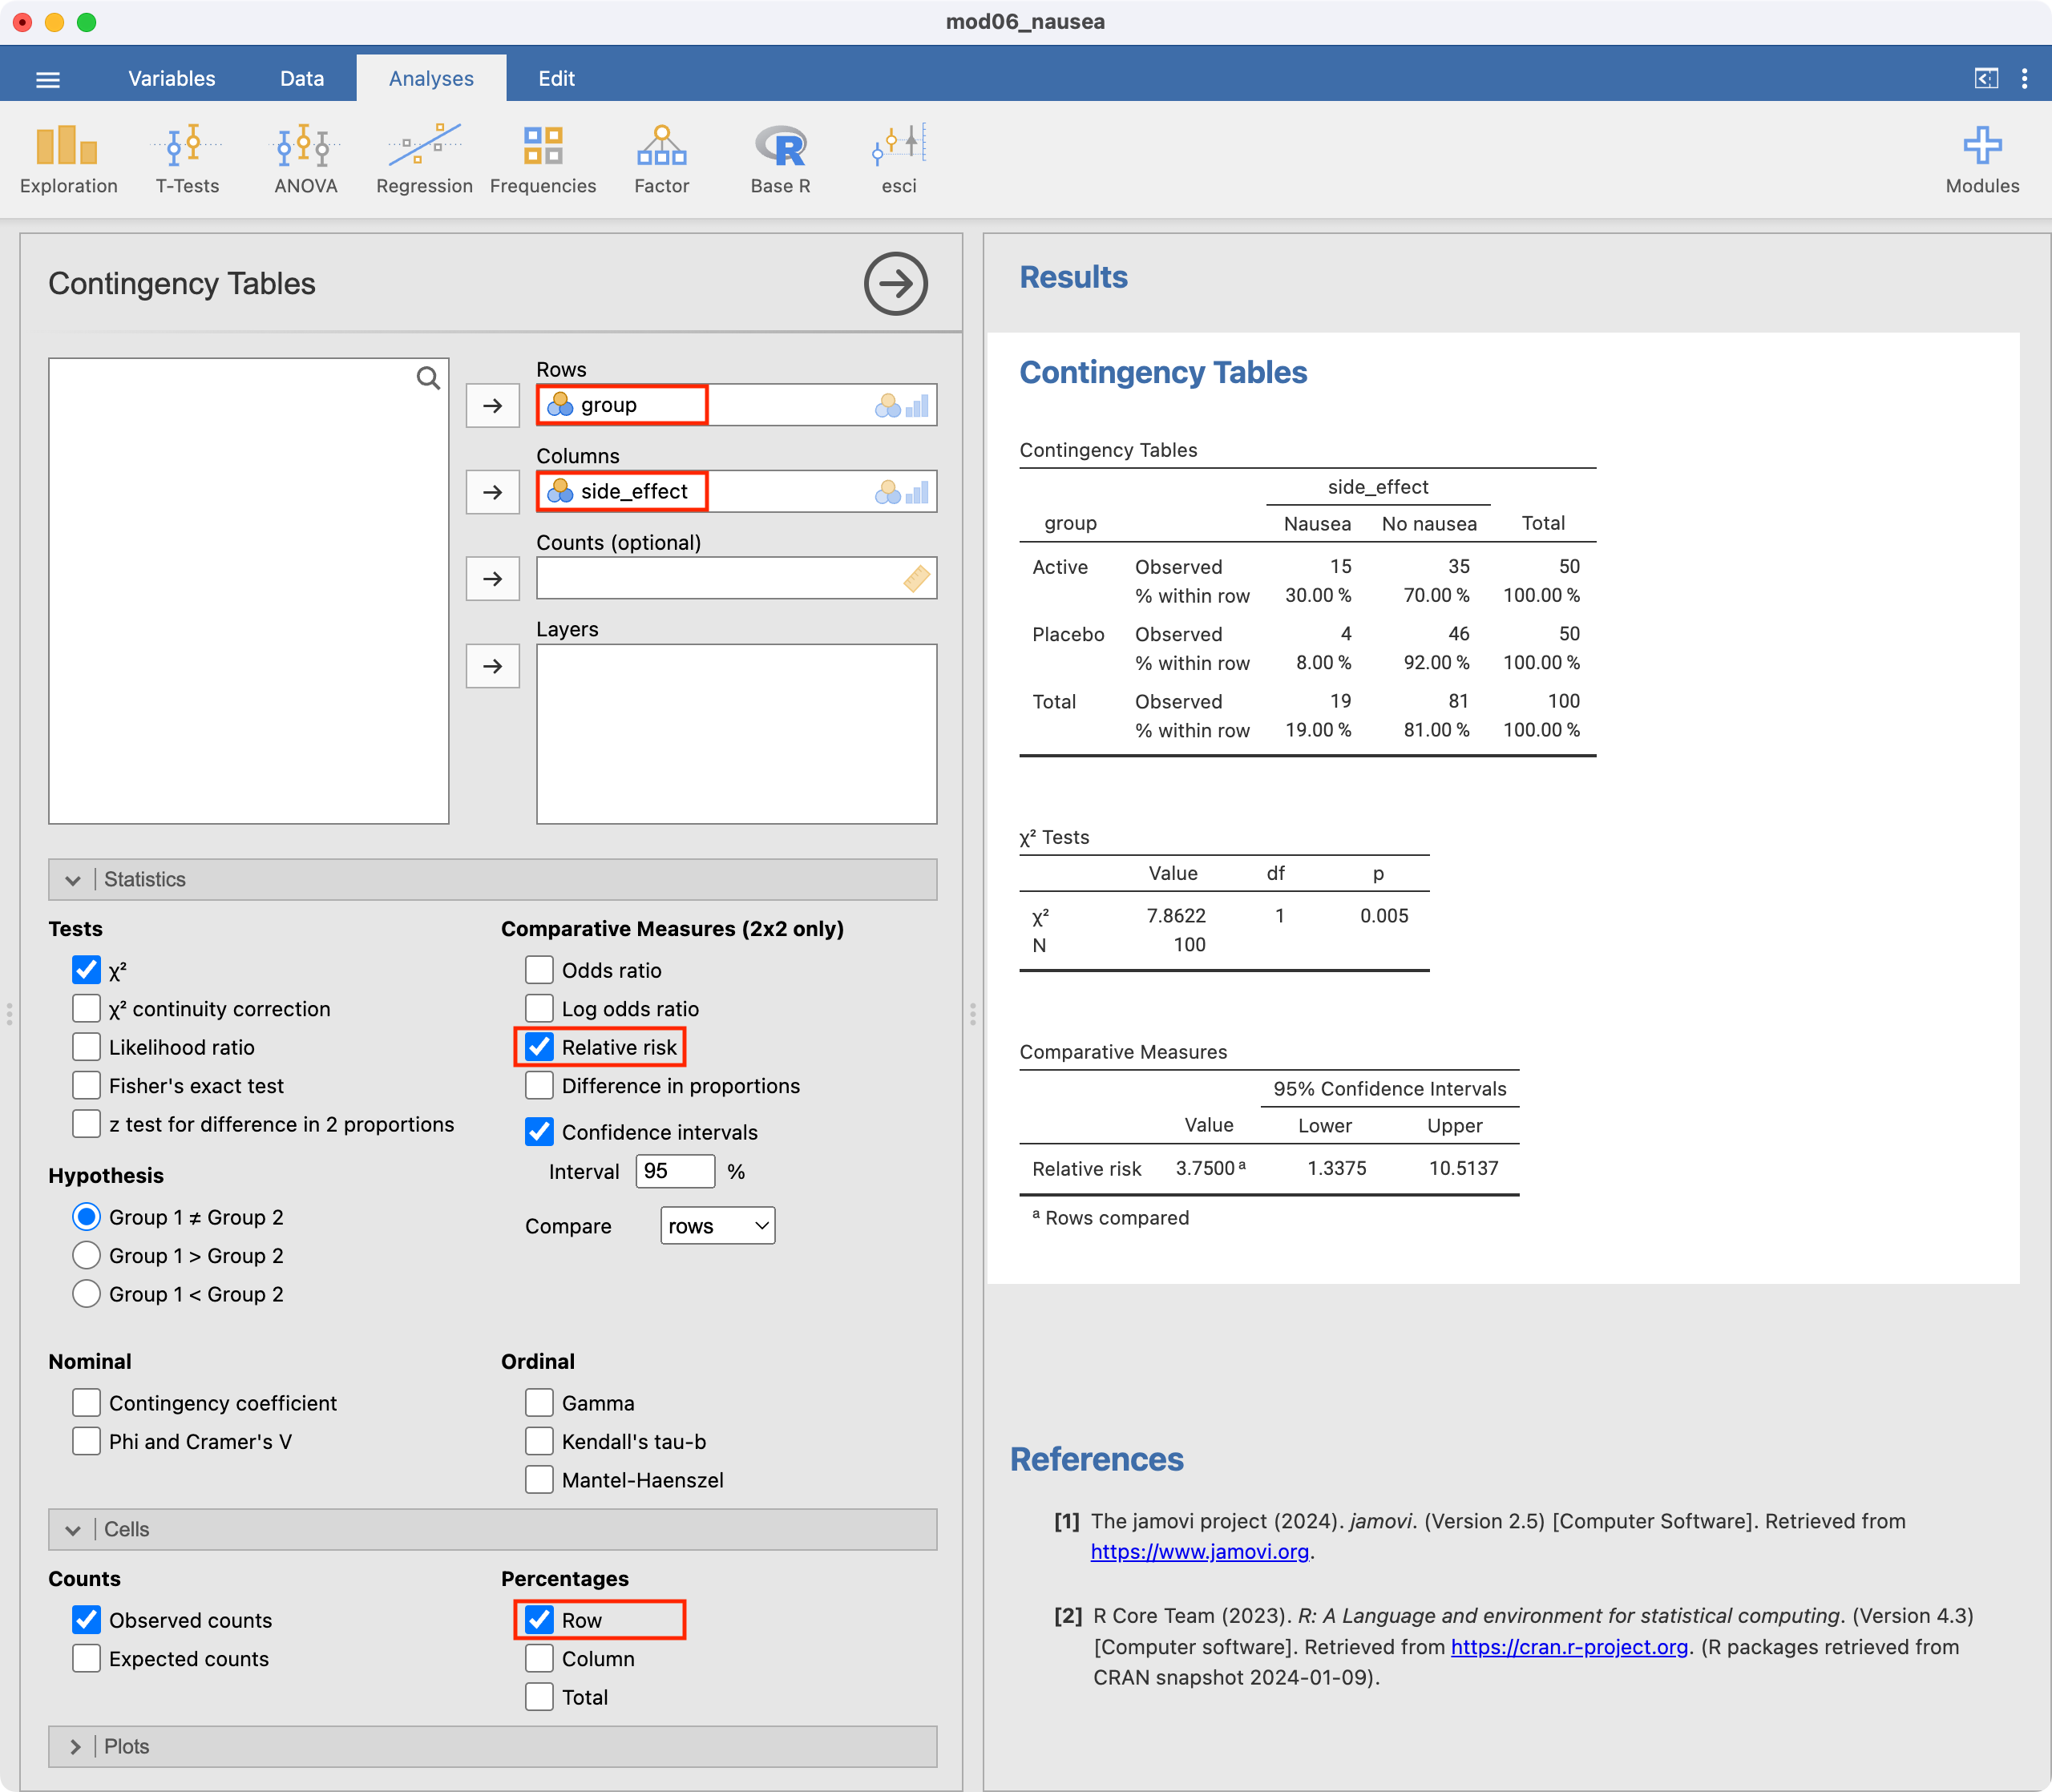 mod06_nausea
Variables Data Analyses Edit
Exploration T-Tests ANOVA Regression Frequencies Factor Base R esci Modules
Contingency Tables
Rows
group
Columns
side_effect
Counts (optional)
Layers
Statistics
Tests
χ²
χ² continuity correction
Likelihood ratio
Fisher's exact test
z test for difference in 2 proportions
Comparative Measures (2x2 only)
Odds ratio
Log odds ratio
Relative risk
Difference in proportions
Confidence intervals
Interval 95 %
Compare rows
Hypothesis
Group 1 ≠ Group 2
Group 1 > Group 2
Group 1 < Group 2
Nominal
Contingency coefficient
Phi and Cramer's V
Ordinal
Gamma
Kendall's tau-b
Mantel-Haenszel
Cells
Counts
Observed counts
Expected counts
Percentages
Row
Column
Total
Plots
Results
Contingency Tables
Contingency Tables
side_effect
group Nausea No nausea Total
Active Observed 15 35 50
% within row 30.00 % 70.00 % 100.00 %
Placebo Observed 4 46 50
% within row 8.00 % 92.00 % 100.00 %
Total Observed 19 81 100
% within row 19.00 % 81.00 % 100.00 %
χ² Tests
Value df p
χ² 7.8622 1 0.005
N 100
Comparative Measures
95% Confidence Intervals
Value Lower Upper
Relative risk 3.7500 ᵃ 1.3375 10.5137
ᵃ Rows compared
References
[1] The jamovi project (2024). jamovi. (Version 2.5) [Computer Software]. Retrieved from
https://www.jamovi.org.
[2] R Core Team (2023). R: A Language and environment for statistical computing. (Version 4.3)
[Computer software]. Retrieved from https://cran.r-project.org. (R packages retrieved from
CRAN snapshot 2024-01-09).